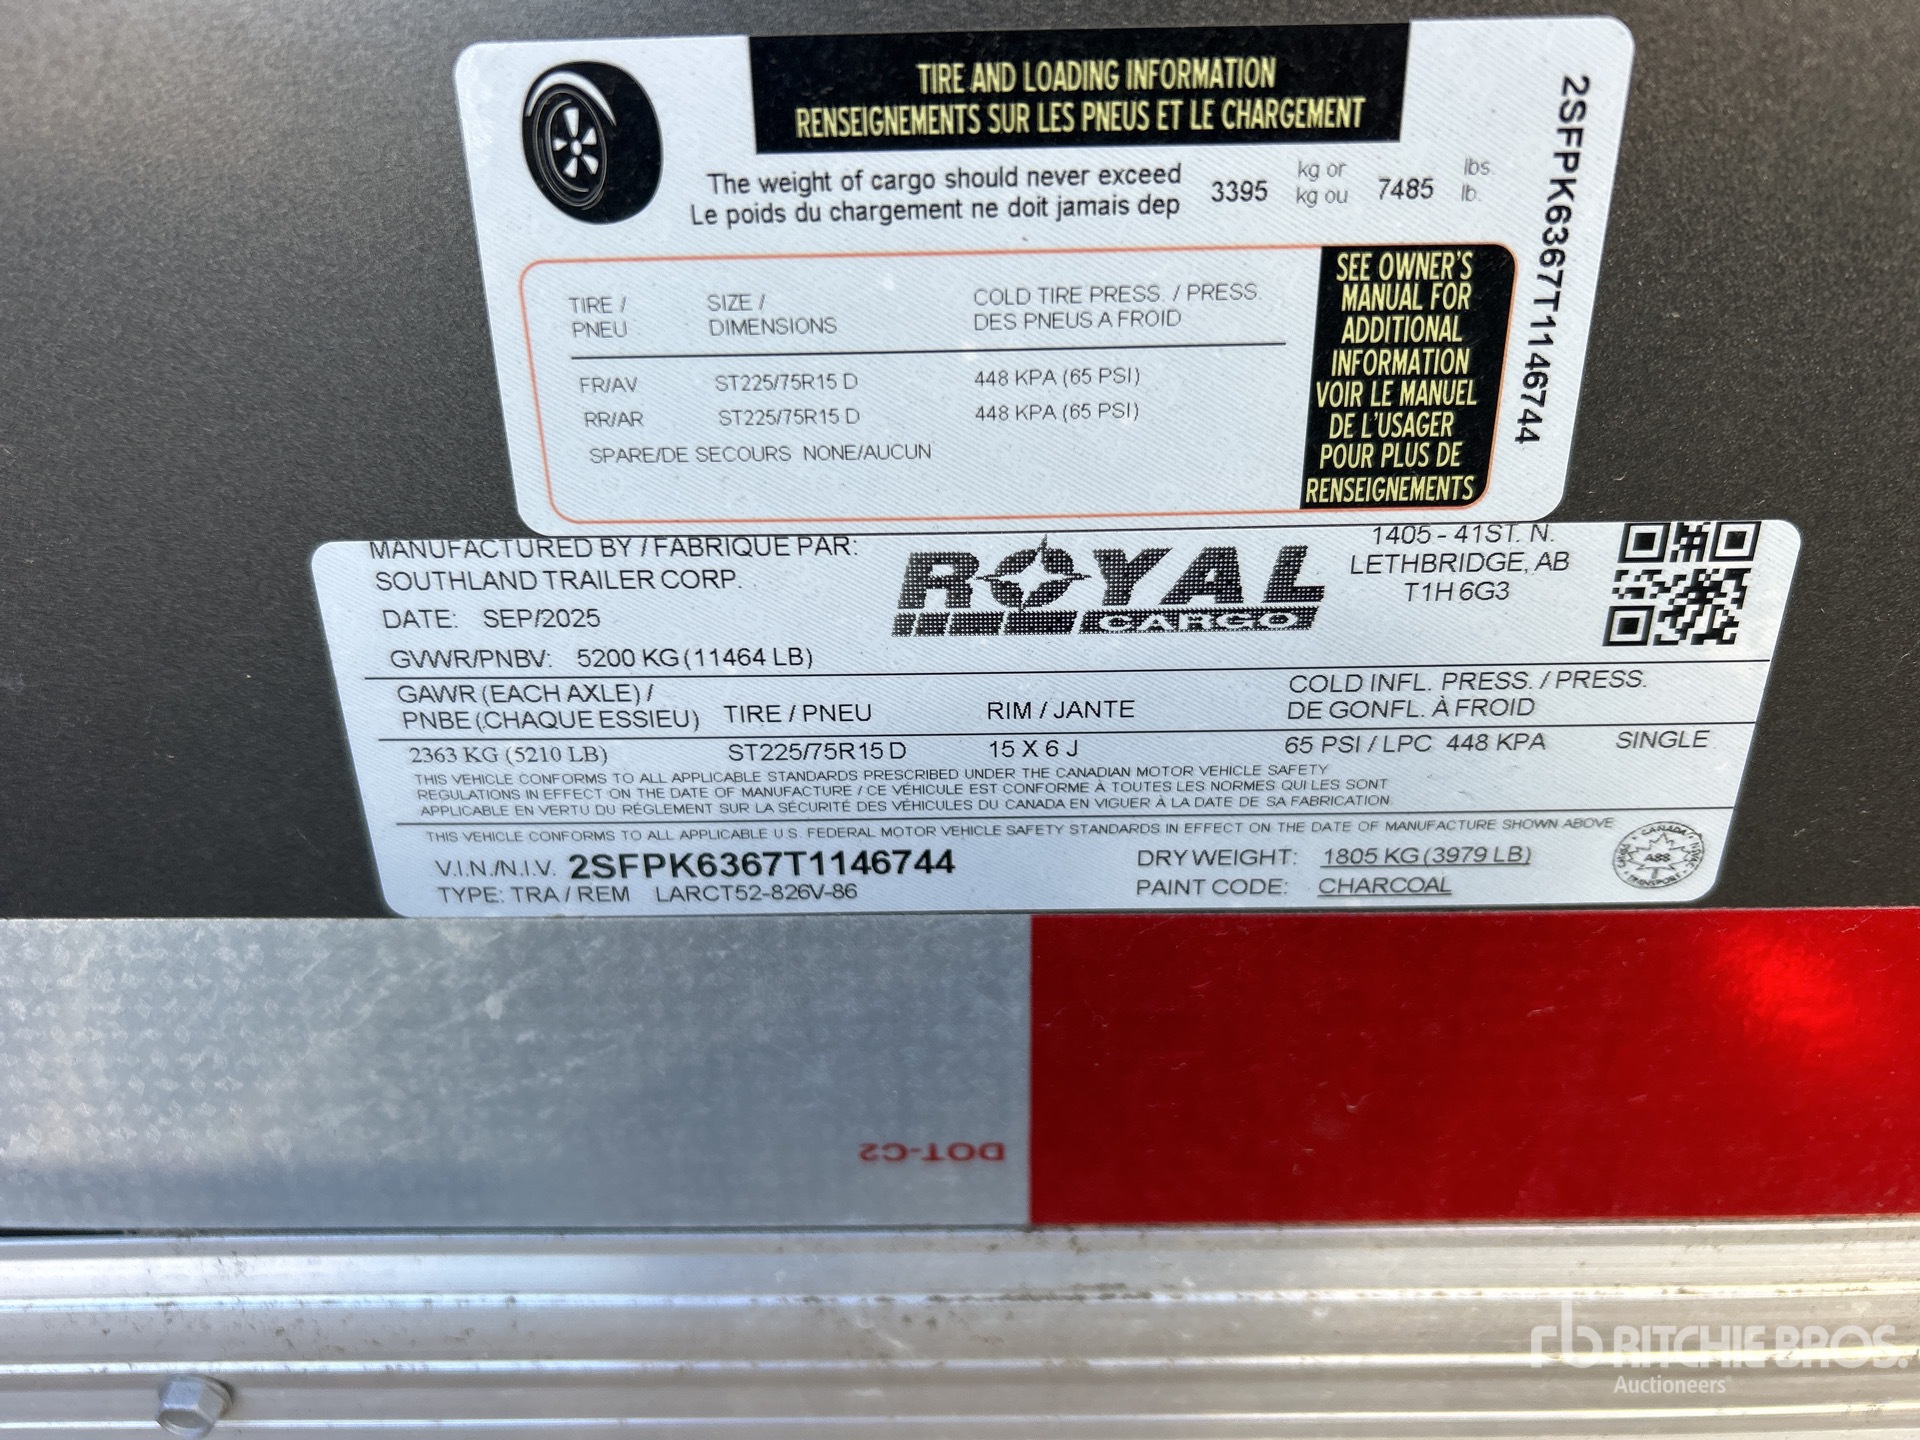 TIRE AND LOADING INFORMATION
RENSEIGNEMENTS SUR LES PNEUS ET LE CHARGEMENT
The weight of cargo should never exceed 3395 kg or 7485 lbs.
Le poids du chargement ne doit jamais dep kg ou lb.
TIRE / SIZE / COLD TIRE PRESS. / PRESS.
PNEU DIMENSIONS DES PNEUS A FROID
FR/AV ST225/75R15 D 448 KPA (65 PSI)
RR/AR ST225/75R15 D 448 KPA (65 PSI)
SPARE/DE SECOURS NONE/AUCUN
SEE OWNER'S
MANUAL FOR
ADDITIONAL
INFORMATION
VOIR LE MANUEL
DE L'USAGER
POUR PLUS DE
RENSEIGNEMENTS
2SFPK6367T1146744
MANUFACTURED BY / FABRIQUE PAR:
SOUTHLAND TRAILER CORP.
DATE: SEP/2025
GVWR/PNBV: 5200 KG (11464 LB)
ROYAL
CARGO
1405 - 41ST. N.
LETHBRIDGE, AB
T1H 6G3
GAWR (EACH AXLE) / COLD INFL. PRESS. / PRESS.
PNBE (CHAQUE ESSIEU) TIRE / PNEU RIM / JANTE DE GONFL. À FROID
2363 KG (5210 LB) ST225/75R15 D 15 X 6 J 65 PSI / LPC 448 KPA SINGLE
THIS VEHICLE CONFORMS TO ALL APPLICABLE STANDARDS PRESCRIBED UNDER THE CANADIAN MOTOR VEHICLE SAFETY
REGULATIONS IN EFFECT ON THE DATE OF MANUFACTURE / CE VÉHICULE EST CONFORME À TOUTES LES NORMES QUI LES SONT
APPLICABLE EN VERTU DU RÉGLEMENT SUR LA SÉCURITÉ DES VÉHICULES DU CANADA EN VIGUER À LA DATE DE SA FABRICATION
THIS VEHICLE CONFORMS TO ALL APPLICABLE U.S. FEDERAL MOTOR VEHICLE SAFETY STANDARDS IN EFFECT ON THE DATE OF MANUFACTURE SHOWN ABOVE
V.I.N./N.I.V. 2SFPK6367T1146744 DRY WEIGHT: 1805 KG (3979 LB)
TYPE: TRA / REM LARCT52-826V-86 PAINT CODE: CHARCOAL
CANADA
TRANSPORT
DOT-C2
rb RITCHIE BROS.
Auctioneers